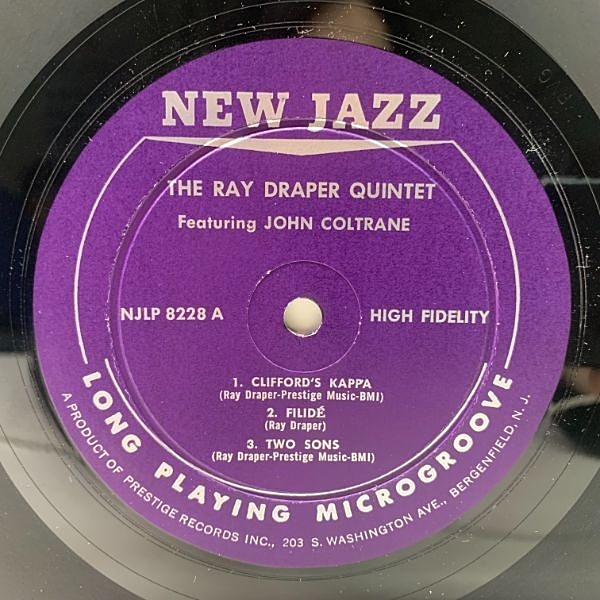 NEW JAZZ
THE RAY DRAPER QUINTET
Featuring JOHN COLTRANE
NJLP 8228 A
HIGH FIDELITY
1. CLIFFORD'S KAPPA
(Ray Draper-Prestige Music-BMI)
2. FILIDÉ
(Ray Draper)
3. TWO SONS
(Ray Draper-Prestige Music-BMI)
LONG PLAYING MICROGROOVE
A PRODUCT OF PRESTIGE RECORDS INC., 203 S. WASHINGTON AVE., BERGENFIELD, N. J.